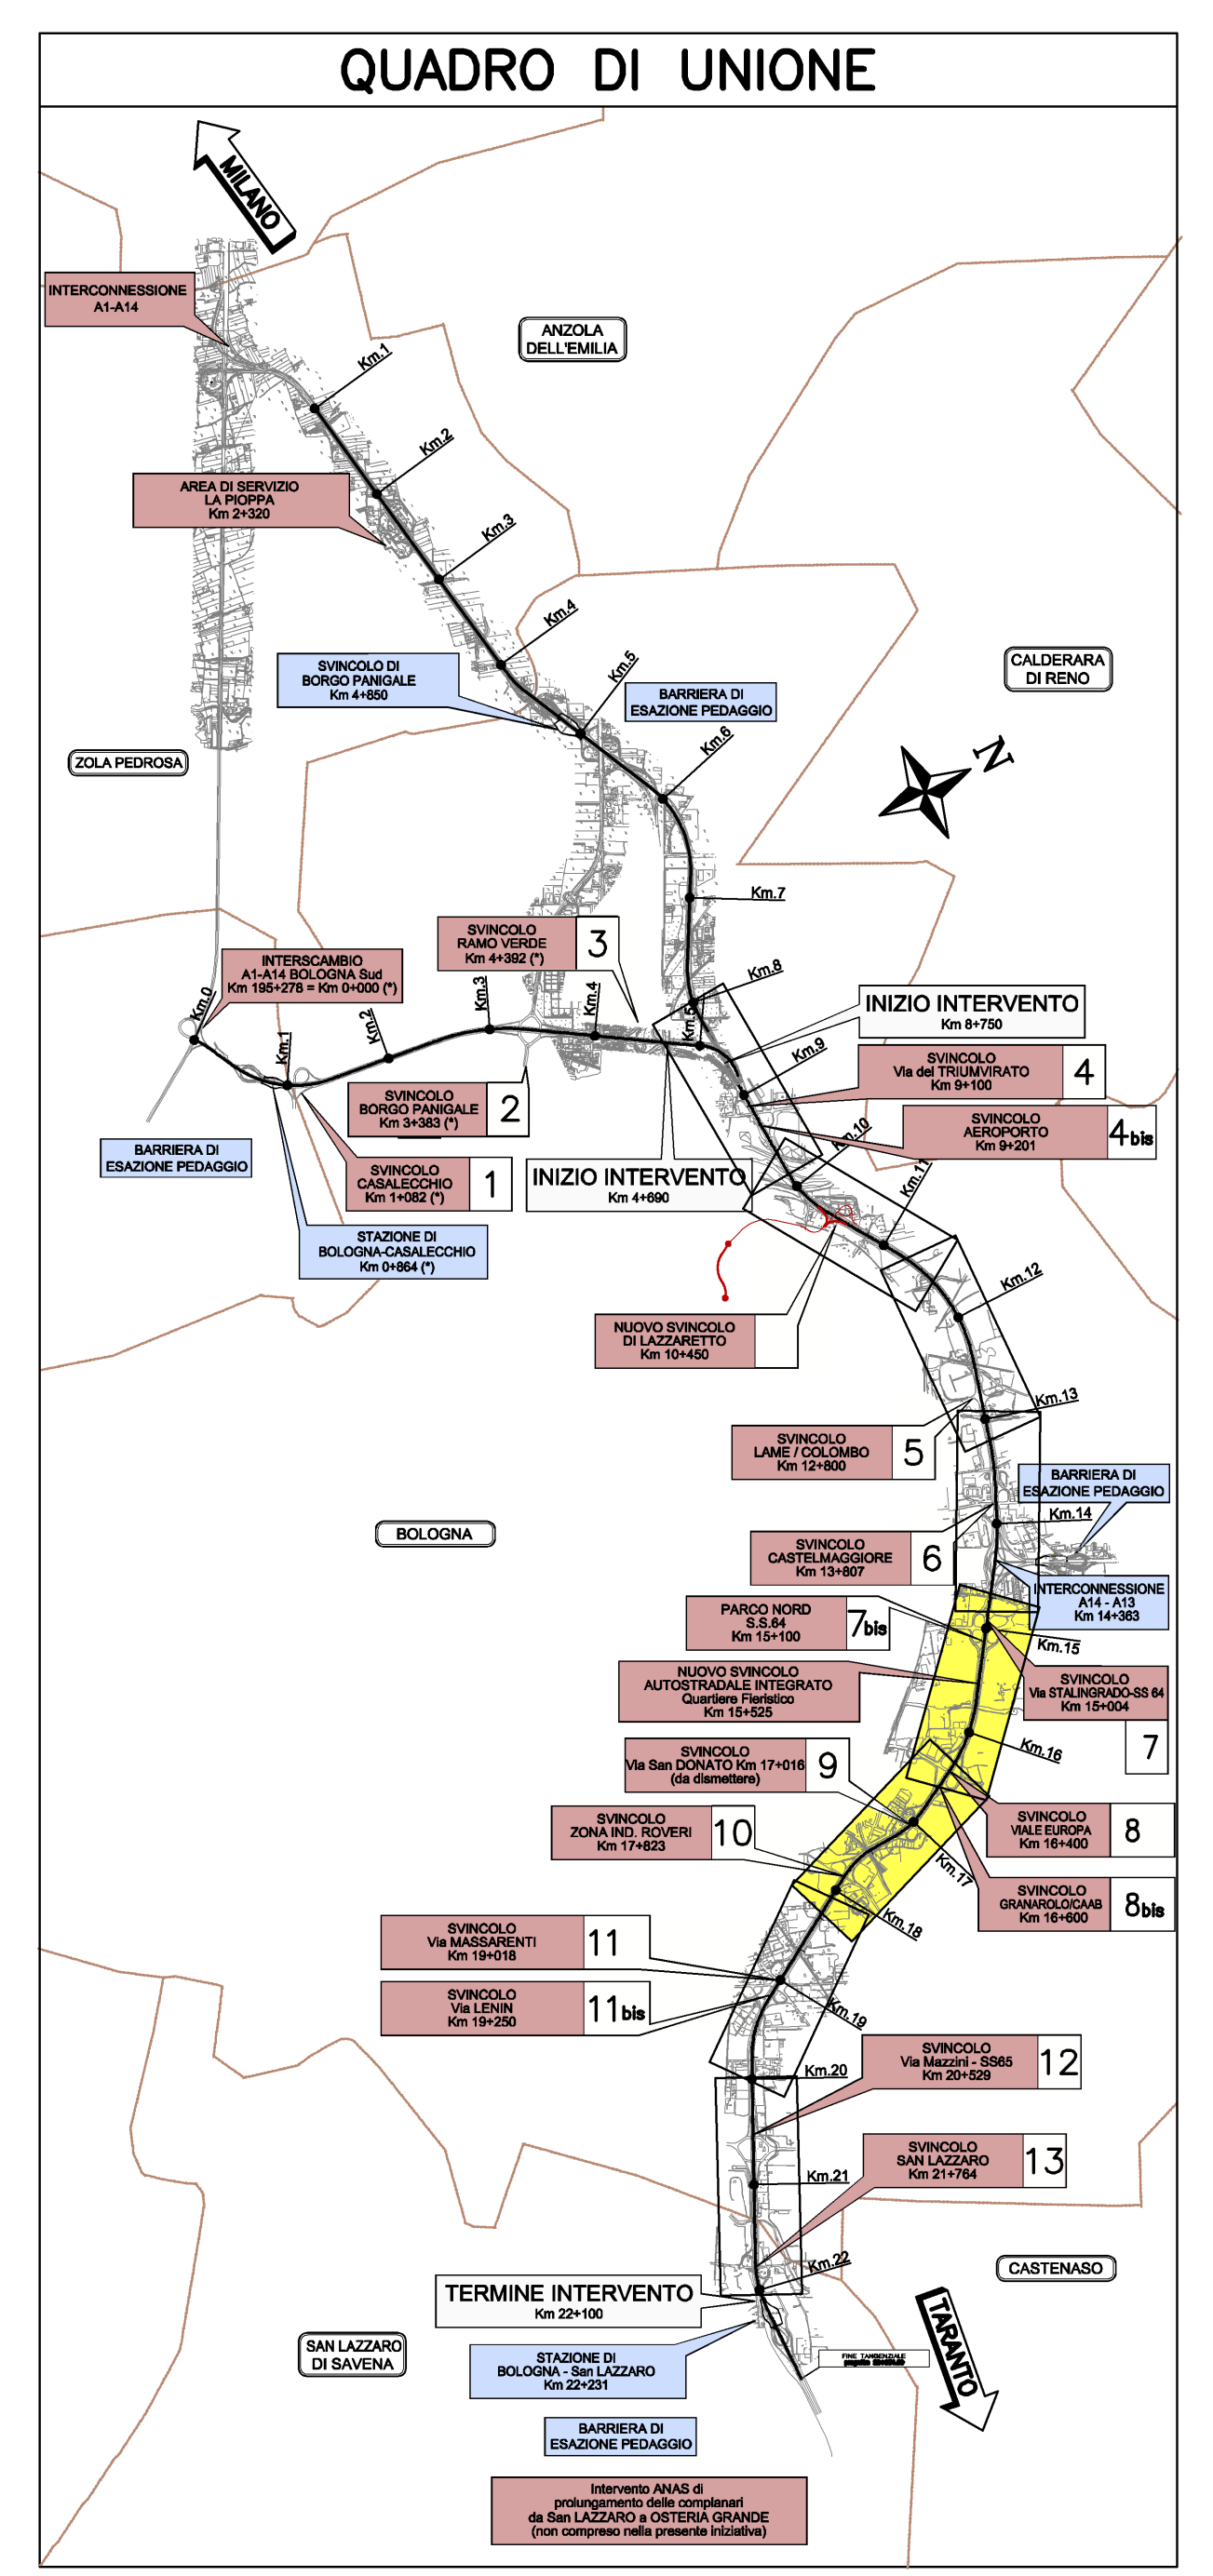 QUADRO DI UNIONE
MILANO
INTERCONNESSIONE
A1-A14
ANZOLA
DELL'EMILIA
Km.1
Km.2
AREA DI SERVIZIO
LA PIOPPA
Km 2+320
Km.3
Km.4
SVINCOLO DI
BORGO PANIGALE
Km 4+850
Km.5
BARRIERA DI
ESAZIONE PEDAGGIO
CALDERARA
DI RENO
Km.6
ZOLA PEDROSA
N
Km.7
SVINCOLO
RAMO VERDE
Km 4+392 (*)
3
INTERSCAMBIO
A1-A14 BOLOGNA Sud
Km 195+278 = Km 0+000 (*)
Km.8
Km.0
Km.1
Km.2
Km.3
Km.4
Km.5
INIZIO INTERVENTO
Km 8+750
Km.9
SVINCOLO
Via del TRIUMVIRATO
Km 9+100
4
SVINCOLO
BORGO PANIGALE
Km 3+383 (*)
2
SVINCOLO
AEROPORTO
Km 9+201
4bis
BARRIERA DI
ESAZIONE PEDAGGIO
Km.10
SVINCOLO
CASALECCHIO
Km 1+082 (*)
1
INIZIO INTERVENTO
Km 4+690
Km.11
STAZIONE DI
BOLOGNA-CASALECCHIO
Km 0+864 (*)
Km.12
NUOVO SVINCOLO
DI LAZZARETTO
Km 10+450
Km.13
SVINCOLO
LAME / COLOMBO
Km 12+800
5
BARRIERA DI
ESAZIONE PEDAGGIO
Km.14
BOLOGNA
SVINCOLO
CASTELMAGGIORE
Km 13+807
6
INTERCONNESSIONE
A14 - A13
Km 14+363
PARCO NORD
S.S.64
Km 15+100
7bis
Km.15
NUOVO SVINCOLO
AUTOSTRADALE INTEGRATO
Quartiere Fieristico
Km 15+525
SVINCOLO
Via STALINGRADO-SS 64
Km 15+004
7
Km.16
SVINCOLO
Via San DONATO Km 17+016
(da dismettere)
9
SVINCOLO
ZONA IND. ROVERI
Km 17+823
10
SVINCOLO
VIALE EUROPA
Km 16+400
8
Km.17
SVINCOLO
GRANAROLO/CAAB
Km 16+600
8bis
Km.18
SVINCOLO
Via MASSARENTI
Km 19+018
11
SVINCOLO
Via LENIN
Km 19+250
11bis
Km.19
SVINCOLO
Via Mazzini - SS65
Km 20+529
12
Km.20
SVINCOLO
SAN LAZZARO
Km 21+764
13
Km.21
Km.22
CASTENASO
TERMINE INTERVENTO
Km 22+100
SAN LAZZARO
DI SAVENA
STAZIONE DI
BOLOGNA - San LAZZARO
Km 22+231
FINE TANGENZIALE
TARANTO
BARRIERA DI
ESAZIONE PEDAGGIO
Intervento ANAS di
prolungamento delle complanari
da San LAZZARO a OSTERIA GRANDE
(non compreso nella presente iniziativa)